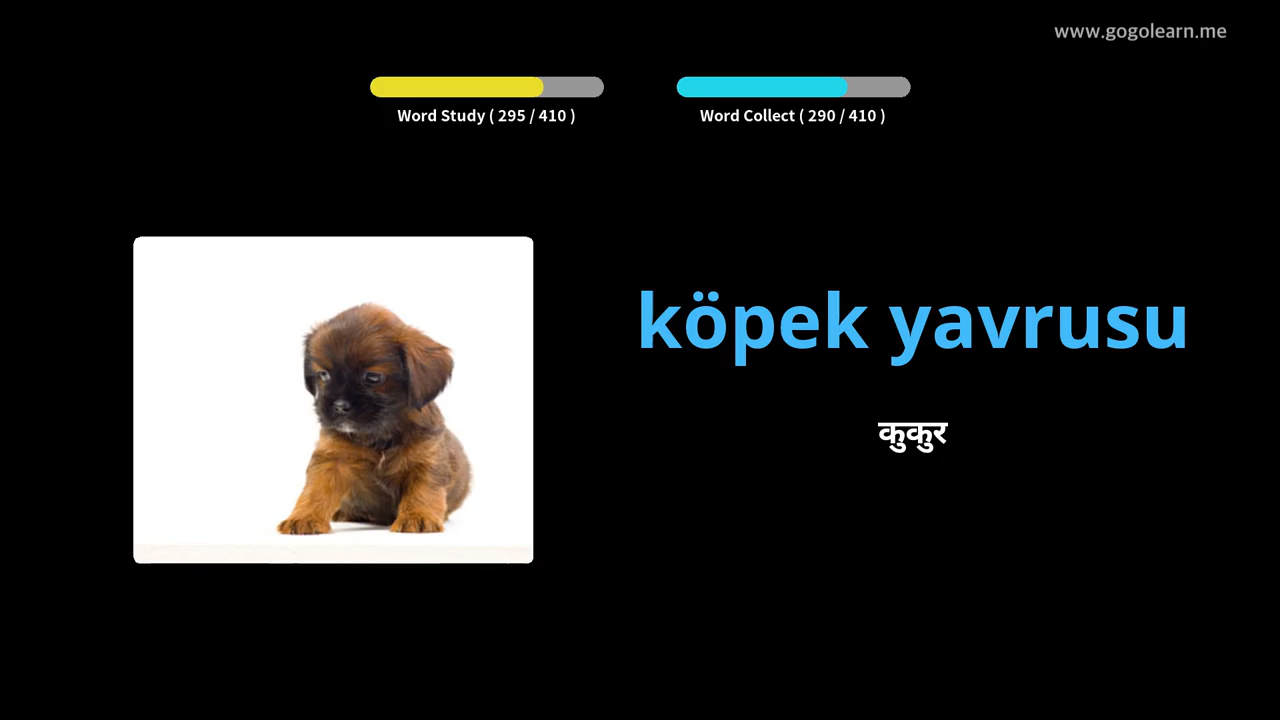 www.gogolearn.me
Word Study ( 295 / 410 )
Word Collect ( 290 / 410 )
köpek yavrusu
कुकुर